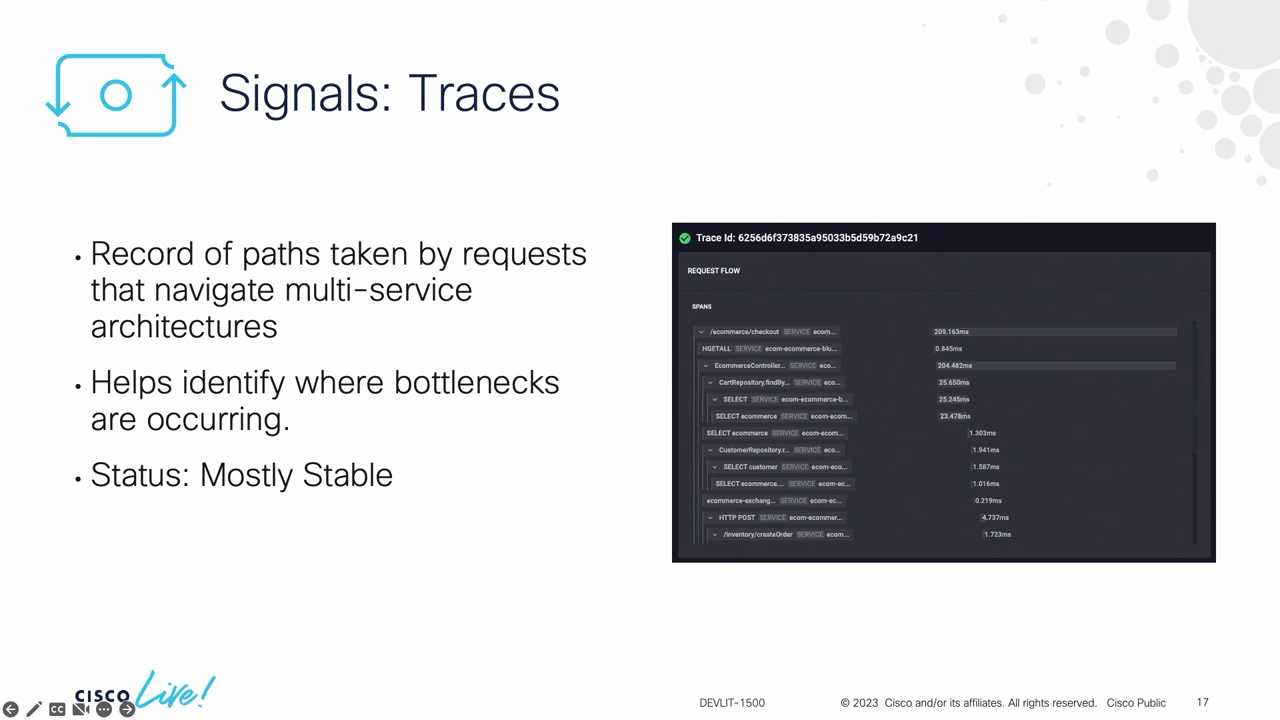 Signals: Traces
• Record of paths taken by requests
that navigate multi-service
architectures
• Helps identify where bottlenecks
are occurring.
• Status: Mostly Stable
Trace Id: 6256d6f373835a95033b5d59b72a9c21
REQUEST FLOW
SPANS
/ecommerce/checkout SERVICE ecom... 209.163ms
HGETALL SERVICE ecom-ecommerce-blu... 0.845ms
EcommerceController... SERVICE eco... 204.482ms
CartRepository.findBy... SERVICE eco... 25.650ms
SELECT SERVICE ecom-ecommerce-b... 25.245ms
SELECT ecommerce SERVICE ecom-ecom... 23.478ms
SELECT ecommerce SERVICE ecom-ecom... 1.303ms
CustomerRepository.r... SERVICE eco... 1.941ms
SELECT customer SERVICE ecom-eco... 1.587ms
SELECT ecommerce.... SERVICE ecom-ec... 1.016ms
ecommerce-exchang... SERVICE ecom-ec... 0.219ms
HTTP POST SERVICE ecom-ecommer... 4.737ms
/inventory/createOrder SERVICE ecom... 1.723ms
CISCO Live!
CC
DEVLIT-1500 © 2023 Cisco and/or its affiliates. All rights reserved. Cisco Public 17